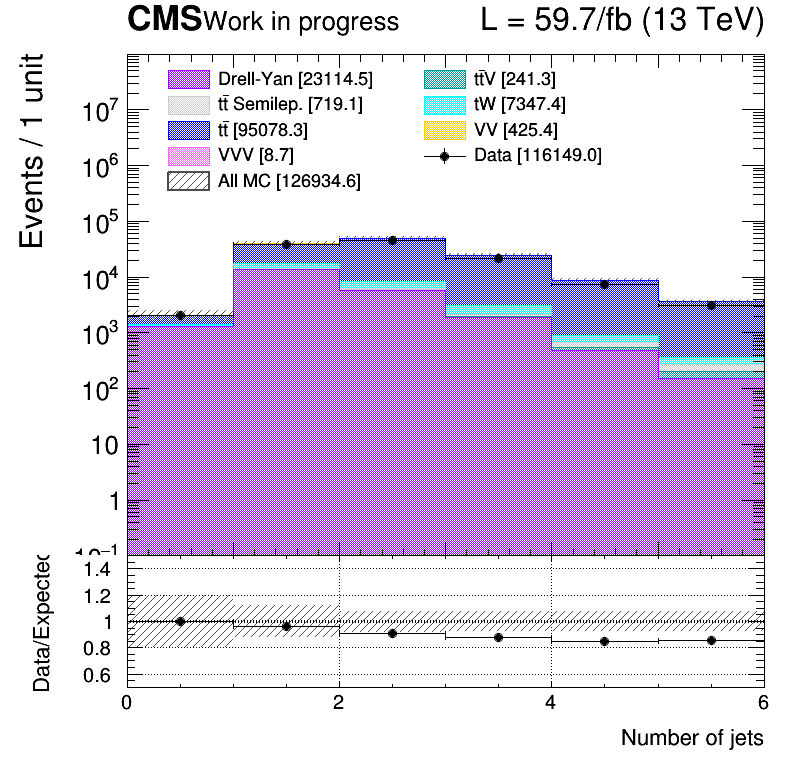 CMS Work in progress L = 59.7/fb (13 TeV)
Events / 1 unit
Drell-Yan [23114.5]
tt̄V [241.3]
tt̄ Semilep. [719.1]
tW [7347.4]
tt̄ [95078.3]
VV [425.4]
VVV [8.7]
Data [116149.0]
All MC [126934.6]
10⁷
10⁶
10⁵
10⁴
10³
10²
10
1
10⁻¹
Data/Expected
1.4
1.2
1
0.8
0.6
0 2 4 6
Number of jets